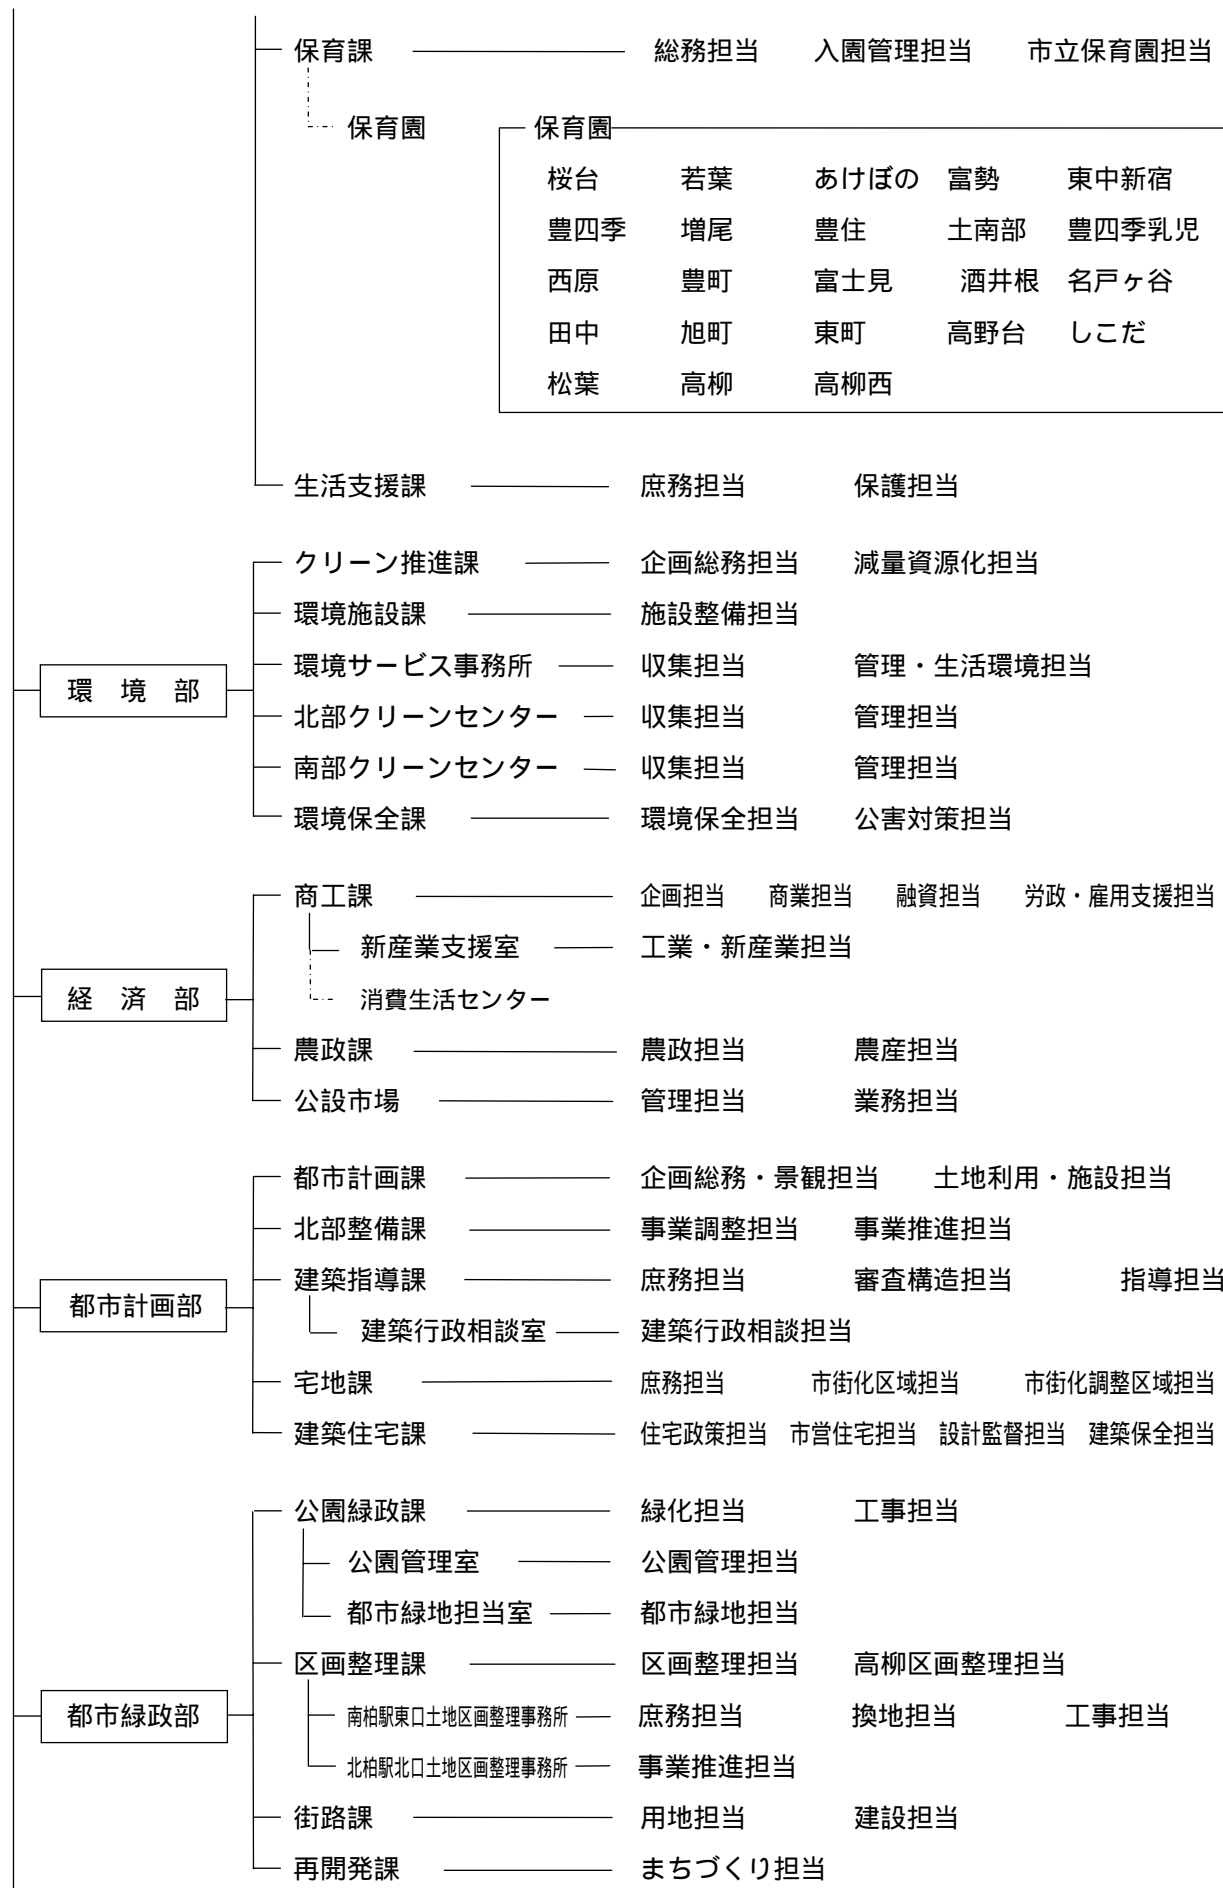 保育課 総務担当 入園管理担当 市立保育園担当
保育園 保育園
桜台 若葉 あけぼの 富勢 東中新宿
豊四季 増尾 豊住 土南部 豊四季乳児
西原 豊町 富士見 酒井根 名戸ヶ谷
田中 旭町 東町 高野台 しこだ
松葉 高柳 高柳西
生活支援課 庶務担当 保護担当
クリーン推進課 企画総務担当 減量資源化担当
環境施設課 施設整備担当
環境サービス事務所 収集担当 管理・生活環境担当
環境部
北部クリーンセンター 収集担当 管理担当
南部クリーンセンター 収集担当 管理担当
環境保全課 環境保全担当 公害対策担当
商工課 企画担当 商業担当 融資担当 労政・雇用支援担当
新産業支援室 工業・新産業担当
経済部 消費生活センター
農政課 農政担当 農産担当
公設市場 管理担当 業務担当
都市計画課 企画総務・景観担当 土地利用・施設担当
北部整備課 事業調整担当 事業推進担当
建築指導課 庶務担当 審査構造担当 指導担当
都市計画部
建築行政相談室 建築行政相談担当
宅地課 庶務担当 市街化区域担当 市街化調整区域担当
建築住宅課 住宅政策担当 市営住宅担当 設計監督担当 建築保全担当
公園緑政課 緑化担当 工事担当
公園管理室 公園管理担当
都市緑地担当室 都市緑地担当
区画整理課 区画整理担当 高柳区画整理担当
都市緑政部 南柏駅東口土地区画整理事務所 庶務担当 換地担当 工事担当
北柏駅北口土地区画整理事務所 事業推進担当
街路課 用地担当 建設担当
再開発課 まちづくり担当